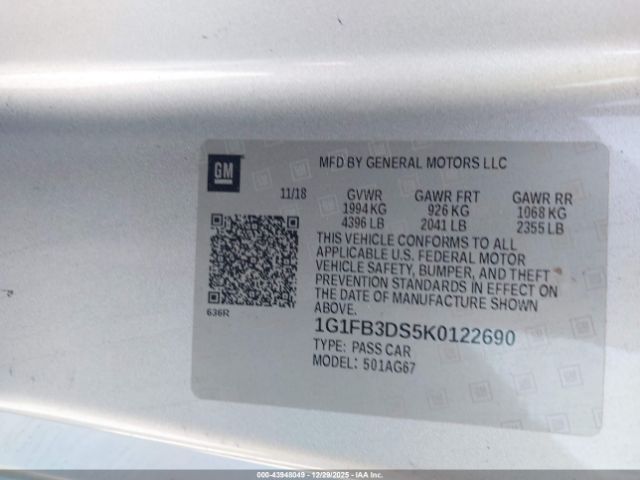 GM
MFD BY GENERAL MOTORS LLC
11/18 GVWR GAWR FRT GAWR RR
1994 KG 926 KG 1068 KG
4396 LB 2041 LB 2355 LB
THIS VEHICLE CONFORMS TO ALL
APPLICABLE U.S. FEDERAL MOTOR
VEHICLE SAFETY, BUMPER, AND THEFT
PREVENTION STANDARDS IN EFFECT ON
THE DATE OF MANUFACTURE SHOWN
ABOVE.
636R
1G1FB3DS5K0122690
TYPE: PASS CAR
MODEL: 501AG67
000-43948049 - 12/29/2025 - IAA Inc.